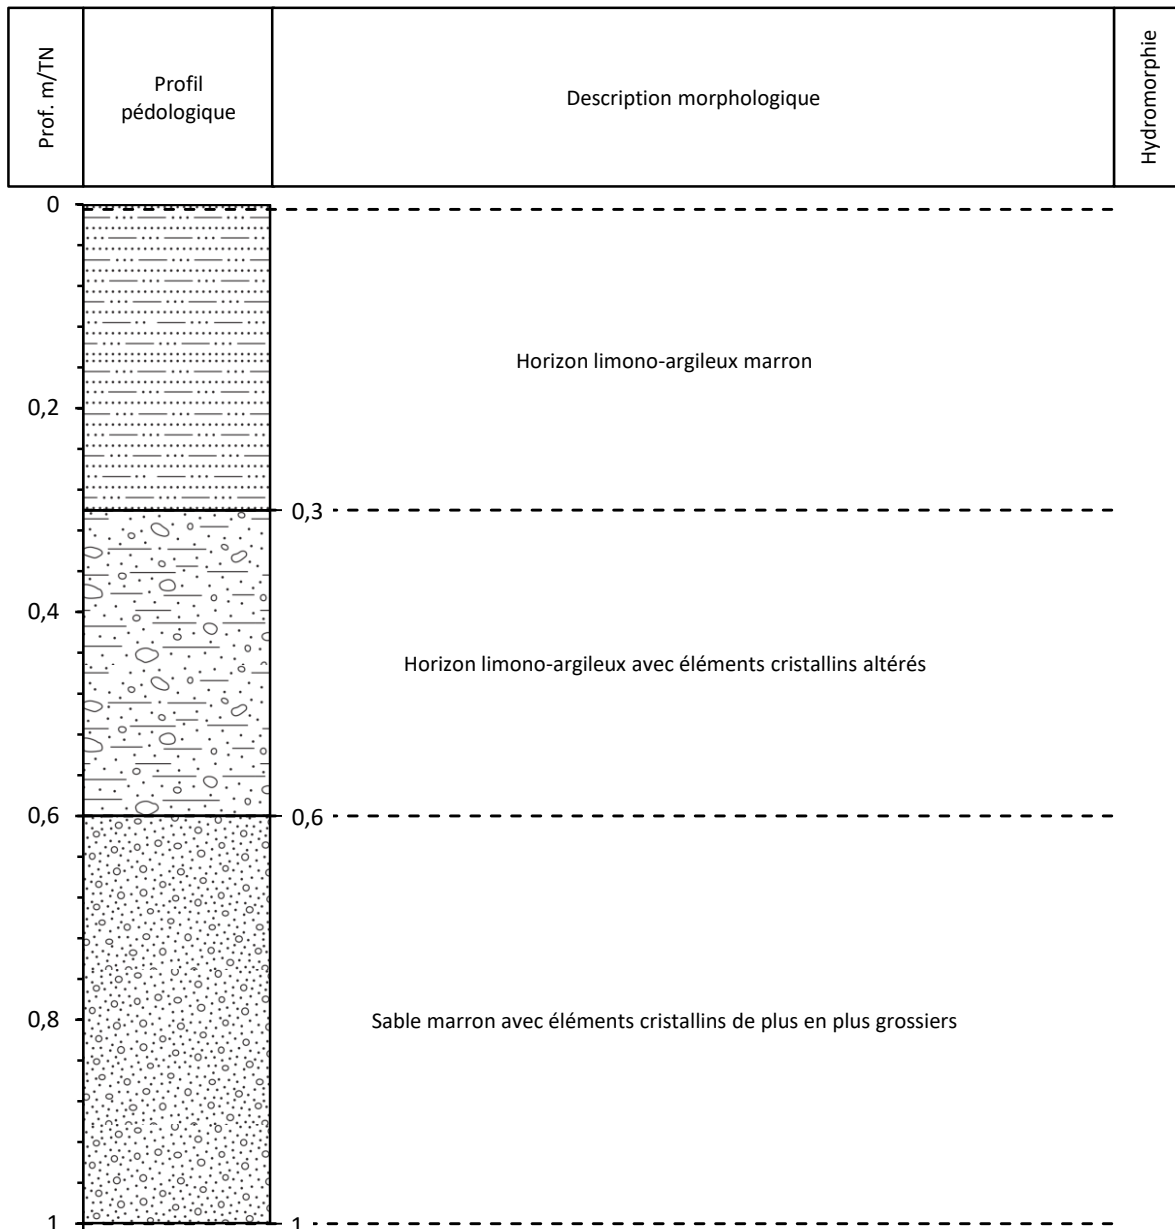 Prof. m/TN
Profil
pédologique
Description morphologique
Hydromorphie
0
Horizon limono-argileux marron
0,2
0,3
0,4
Horizon limono-argileux avec éléments cristallins altérés
0,6
0,6
0,8
Sable marron avec éléments cristallins de plus en plus grossiers
1
1